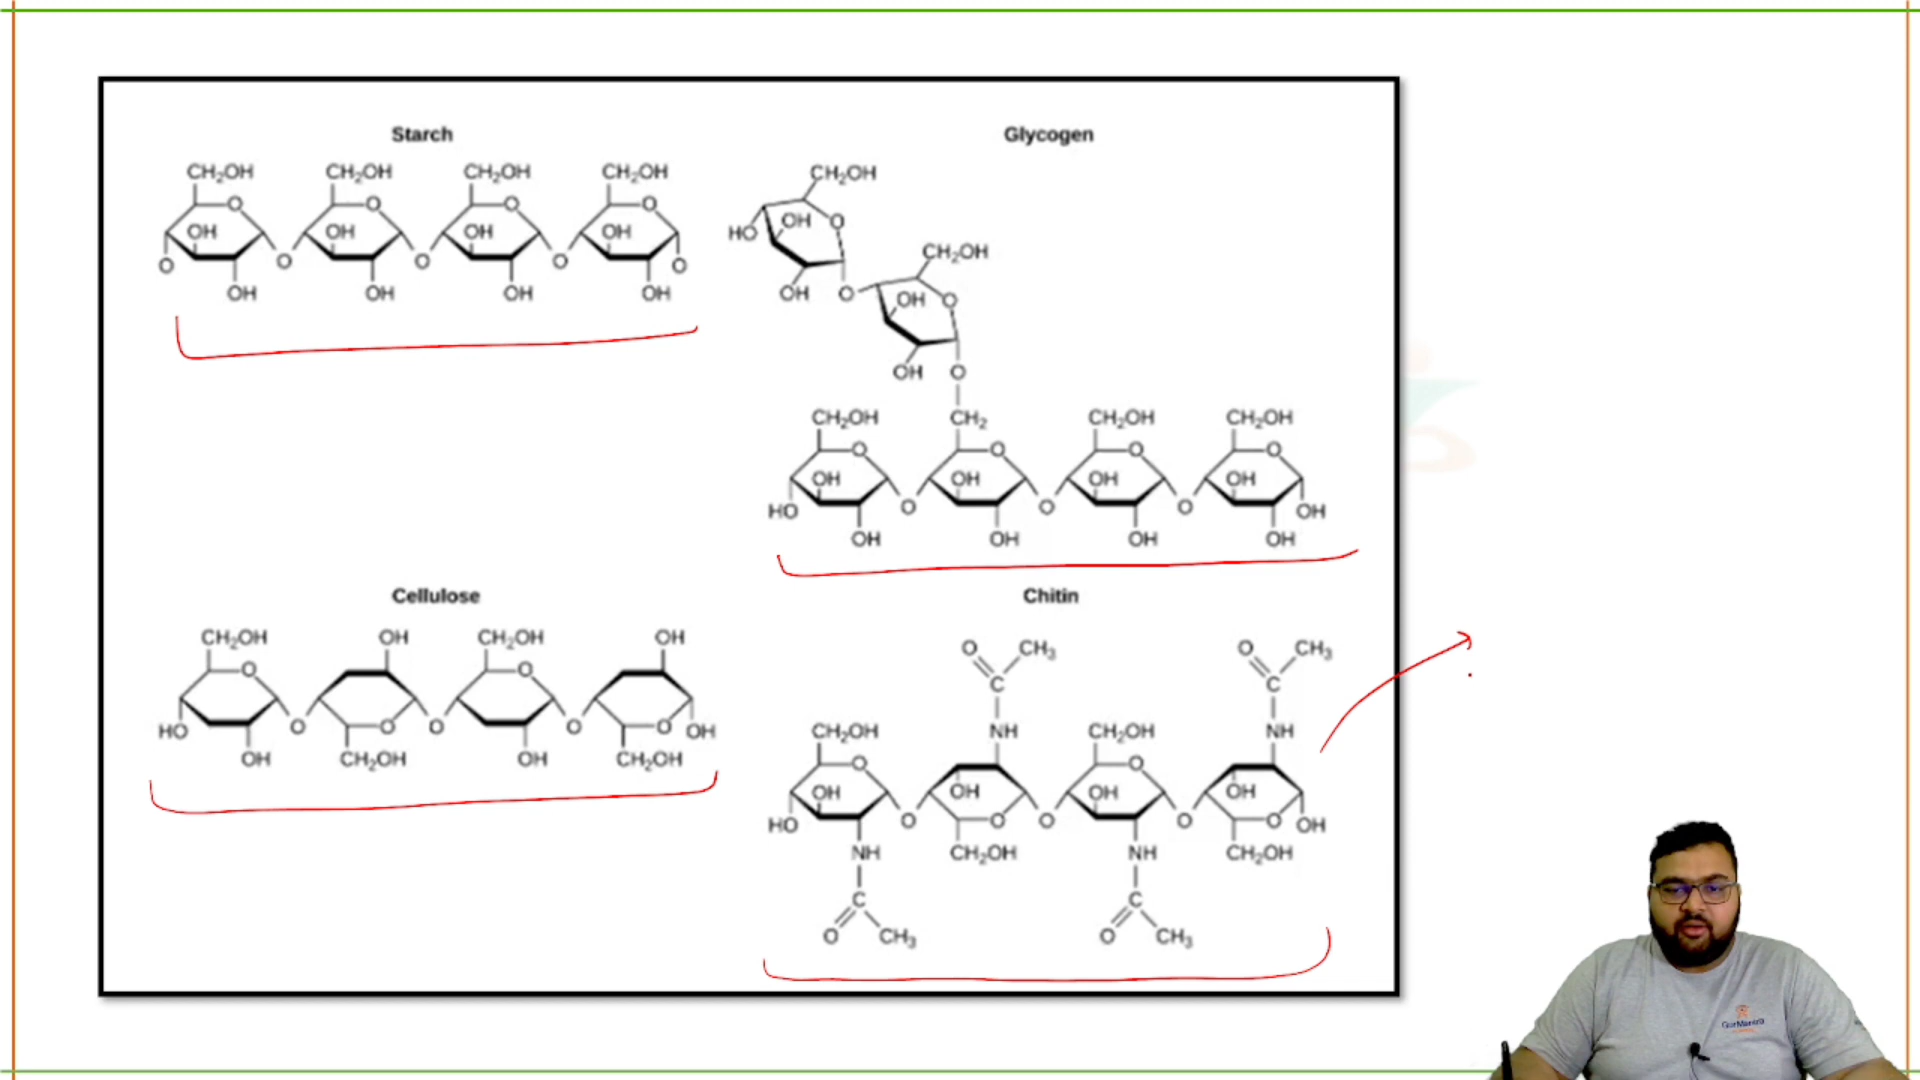 Starch
CH₂OH CH₂OH CH₂OH CH₂OH
O O O O
OH OH OH OH
O O O O O
OH OH OH OH
Glycogen
CH₂OH
HO OH O
CH₂OH
OH O OH O
OH O
CH₂OH CH₂ CH₂OH CH₂OH
O O O O
OH OH OH OH
HO O O O OH
OH OH OH OH
Cellulose
CH₂OH OH CH₂OH OH
O O
HO O O O O O OH
OH CH₂OH OH CH₂OH
Chitin
O CH₃ O CH₃
C C
CH₂OH NH CH₂OH NH
O O
OH OH OH OH
HO O O O O O O OH
NH CH₂OH NH CH₂OH
C C
O CH₃ O CH₃
GurMantra